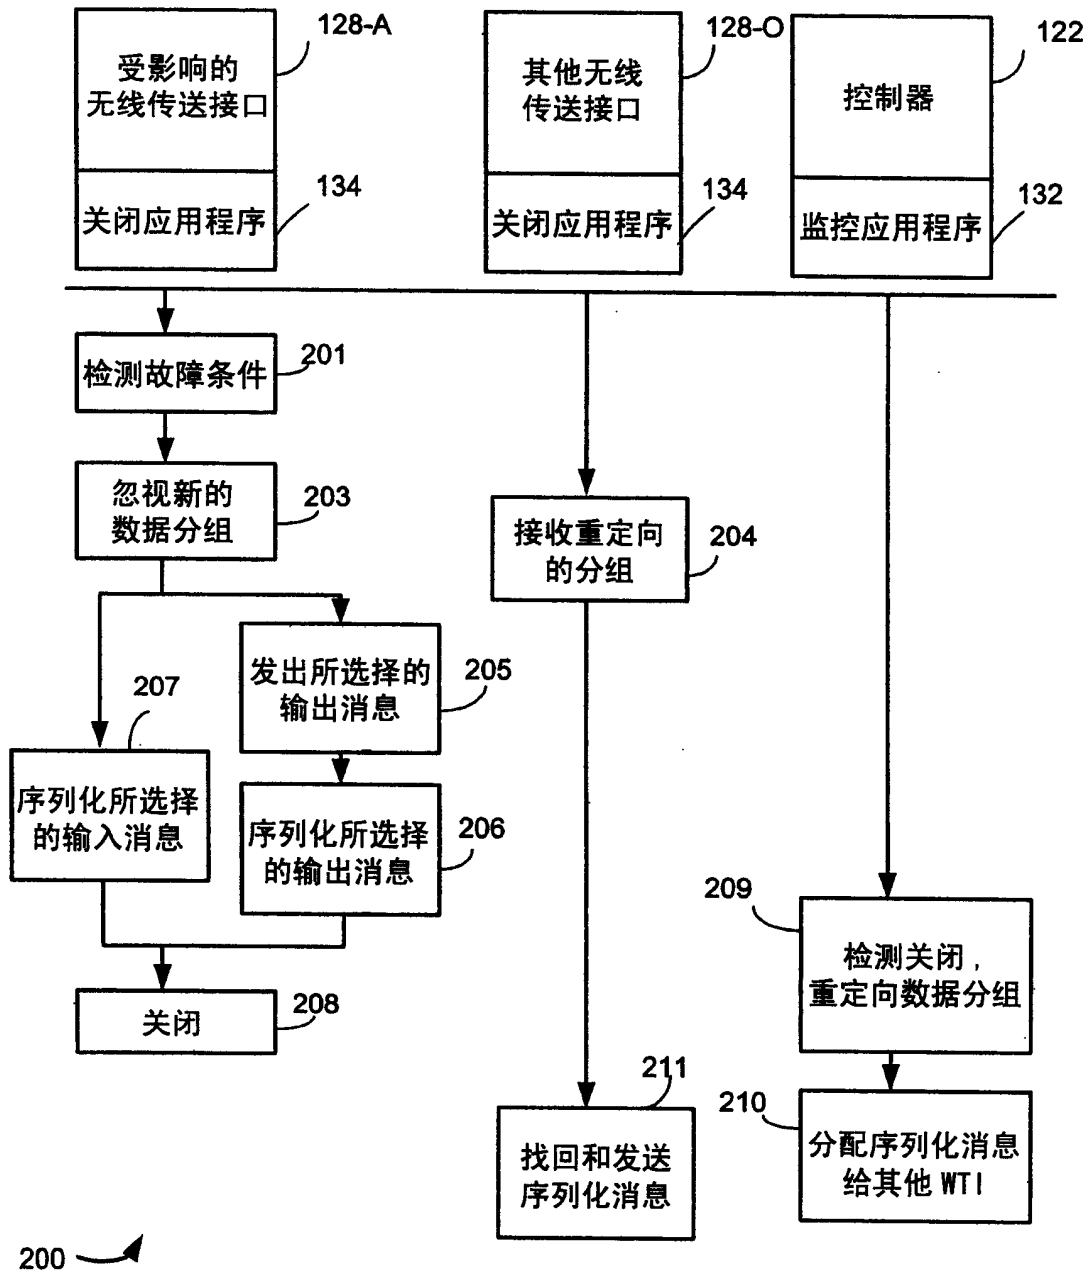 受影响的
无线传送接口
128-A
关闭应用程序
134
其他无线
传送接口
128-O
关闭应用程序
134
控制器
122
监控应用程序
132
检测故障条件
201
忽视新的
数据分组
203
接收重定向
的分组
204
发出所选择的
输出消息
205
207
序列化所选择
的输入消息
序列化所选择
的输出消息
206
关闭
208
209
检测关闭，
重定向数据分组
211
找回和发送
序列化消息
210
分配序列化消息
给其他 WTI
200